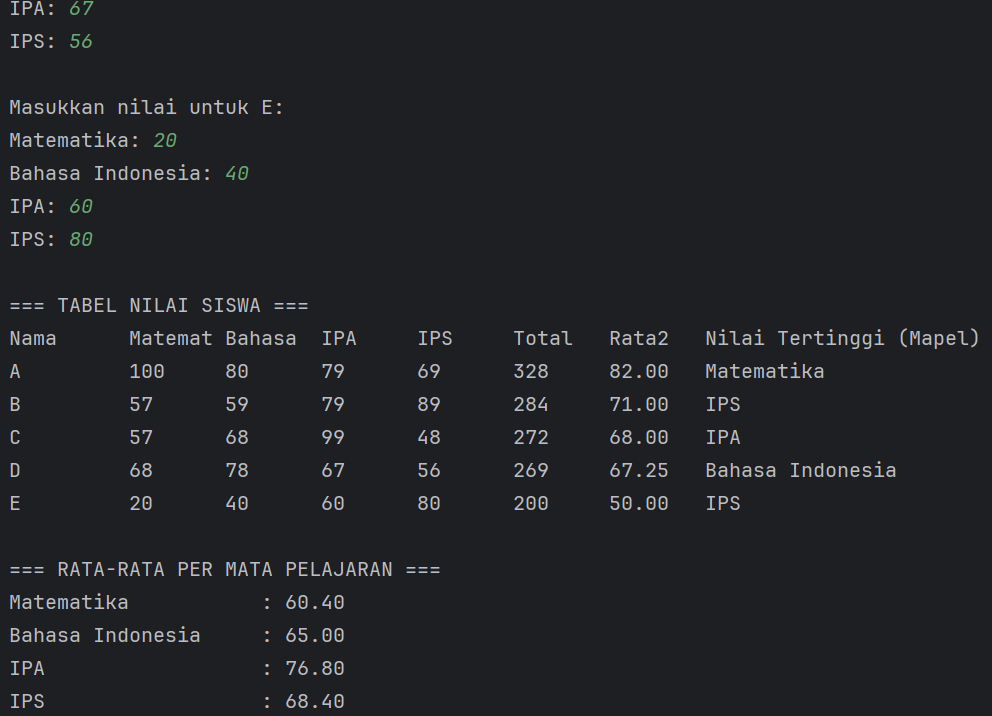 IPA: 67
IPS: 56
Masukkan nilai untuk E:
Matematika: 20
Bahasa Indonesia: 40
IPA: 60
IPS: 80
=== TABEL NILAI SISWA ===
Nama Matemat Bahasa IPA IPS Total Rata2 Nilai Tertinggi (Mapel)
A 100 80 79 69 328 82.00 Matematika
B 57 59 79 89 284 71.00 IPS
C 57 68 99 48 272 68.00 IPA
D 68 78 67 56 269 67.25 Bahasa Indonesia
E 20 40 60 80 200 50.00 IPS
=== RATA-RATA PER MATA PELAJARAN ===
Matematika : 60.40
Bahasa Indonesia : 65.00
IPA : 76.80
IPS : 68.40